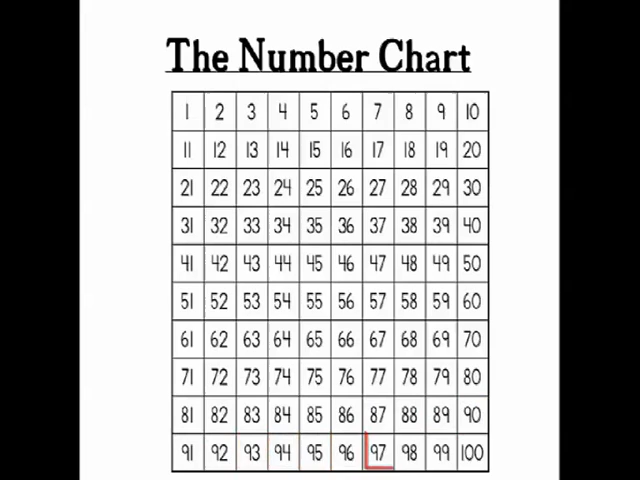 The Number Chart
1 2 3 4 5 6 7 8 9 10
11 12 13 14 15 16 17 18 19 20
21 22 23 24 25 26 27 28 29 30
31 32 33 34 35 36 37 38 39 40
41 42 43 44 45 46 47 48 49 50
51 52 53 54 55 56 57 58 59 60
61 62 63 64 65 66 67 68 69 70
71 72 73 74 75 76 77 78 79 80
81 82 83 84 85 86 87 88 89 90
91 92 93 94 95 96 97 98 99 100